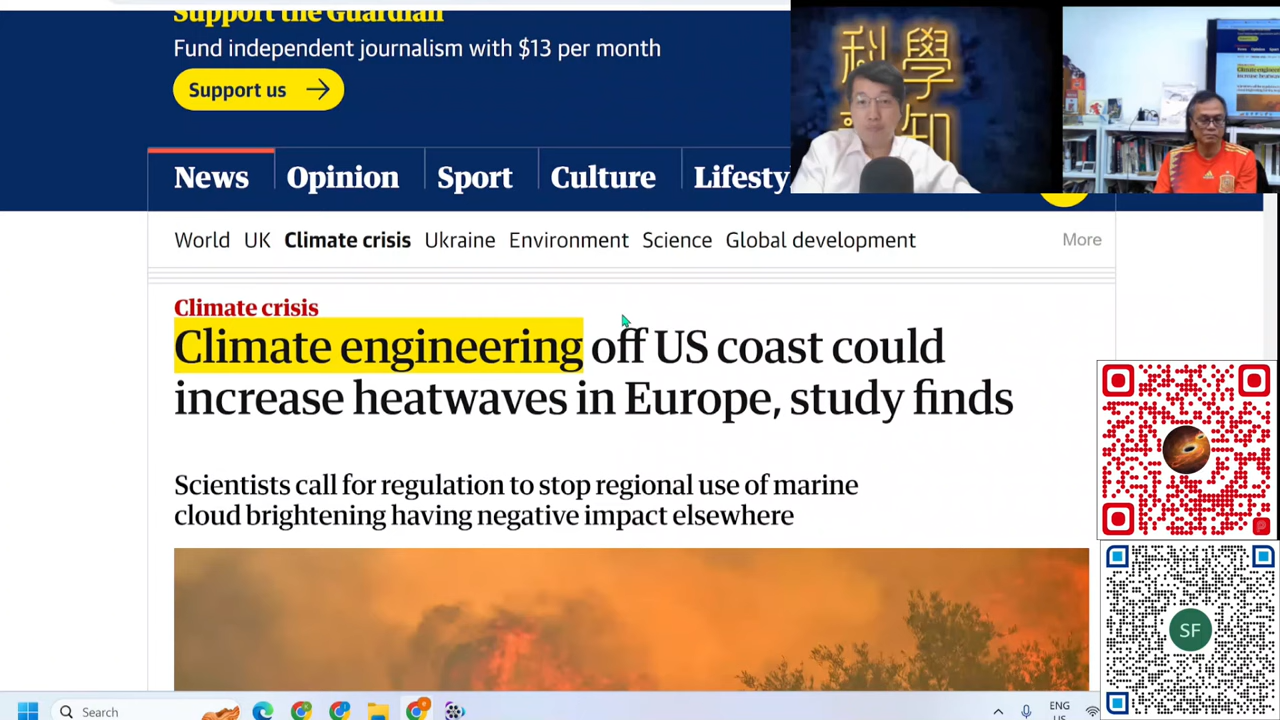 Support the Guardian
Fund independent journalism with $13 per month
Support us
News
Opinion
Sport
Culture
科學
知
World
UK
Climate crisis
Ukraine
Environment
Science
Global development
More
Climate crisis
Climate engineering off US coast could
increase heatwaves in Europe, study finds
Scientists call for regulation to stop regional use of marine
cloud brightening having negative impact elsewhere
SF
Search
ENG
US